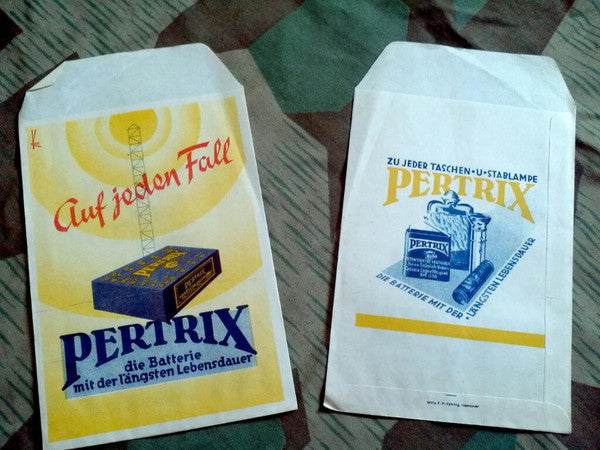 Auf jeden Fall
PERTRIX
PERTRIX
die Batterie
mit der längsten Lebensdauer
ZU JEDER TASCHEN-U-STABLAMPE
PERTRIX
PERTRIX
DIE BATTERIE MIT DER LÄNGSTEN LEBENSDAUER